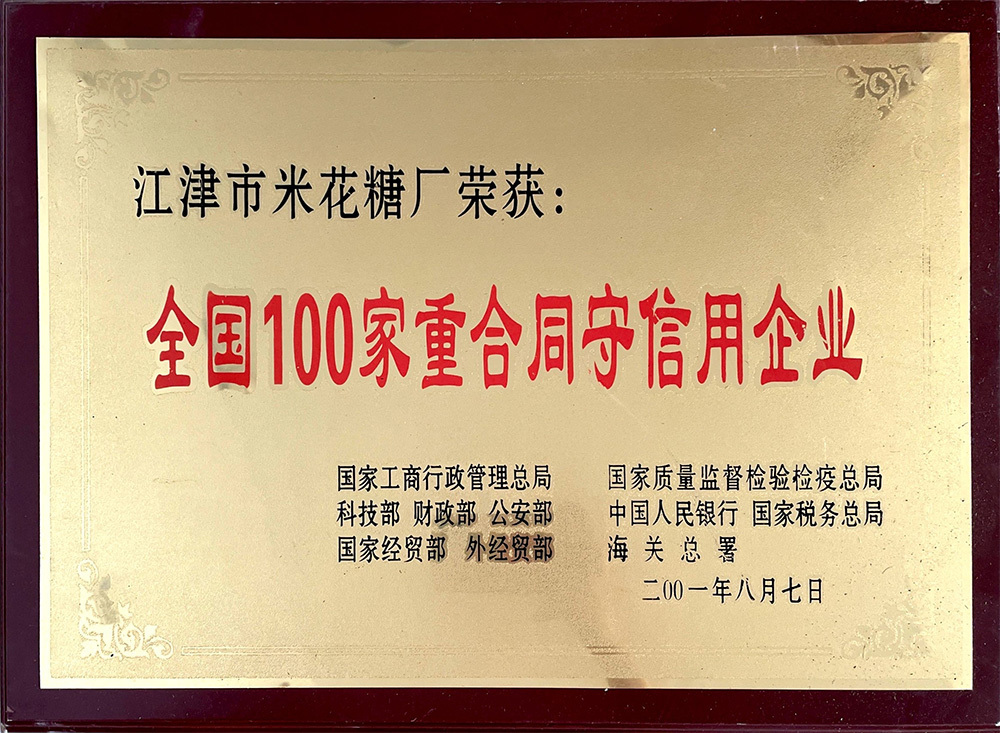 江津市米花糖厂荣获：
全国100家重合同守信用企业
国家工商行政管理总局 国家质量监督检验检疫总局
科技部 财政部 公安部 中国人民银行 国家税务总局
国家经贸部 外经贸部 海关总署
二00一年八月七日